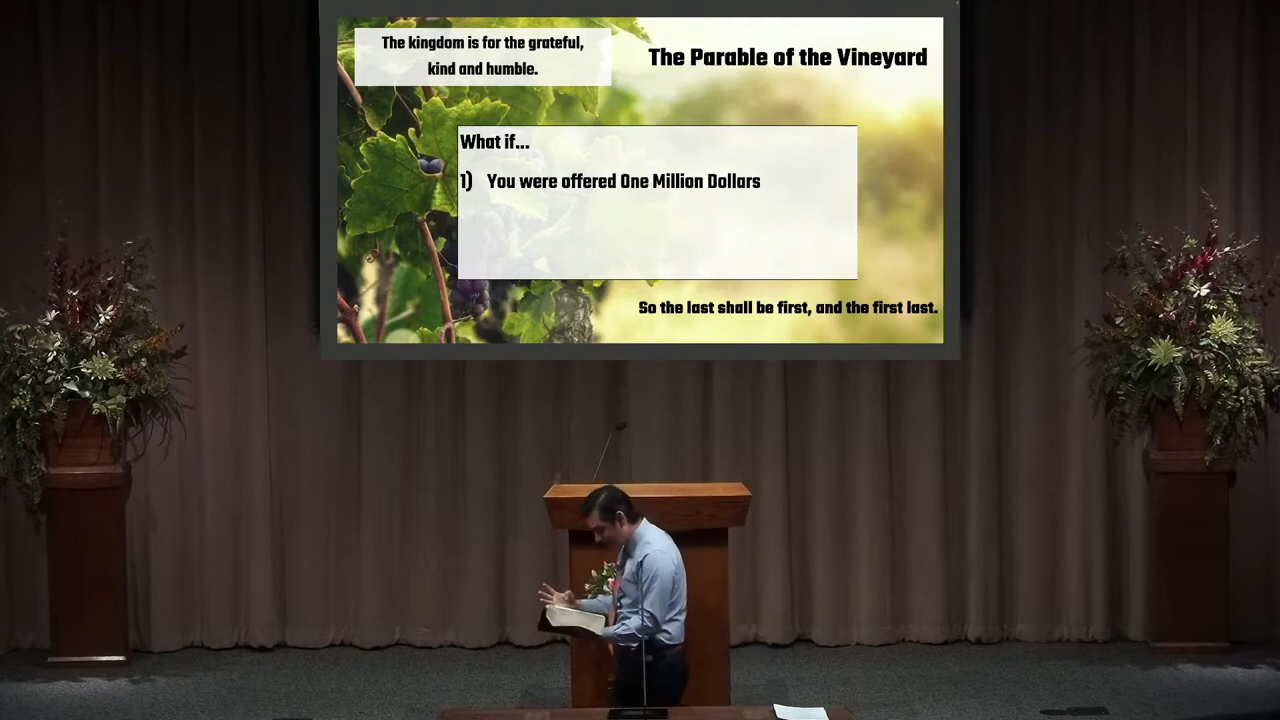 The kingdom is for the grateful,
kind and humble.
The Parable of the Vineyard
What if...
1) You were offered One Million Dollars
So the last shall be first, and the first last.